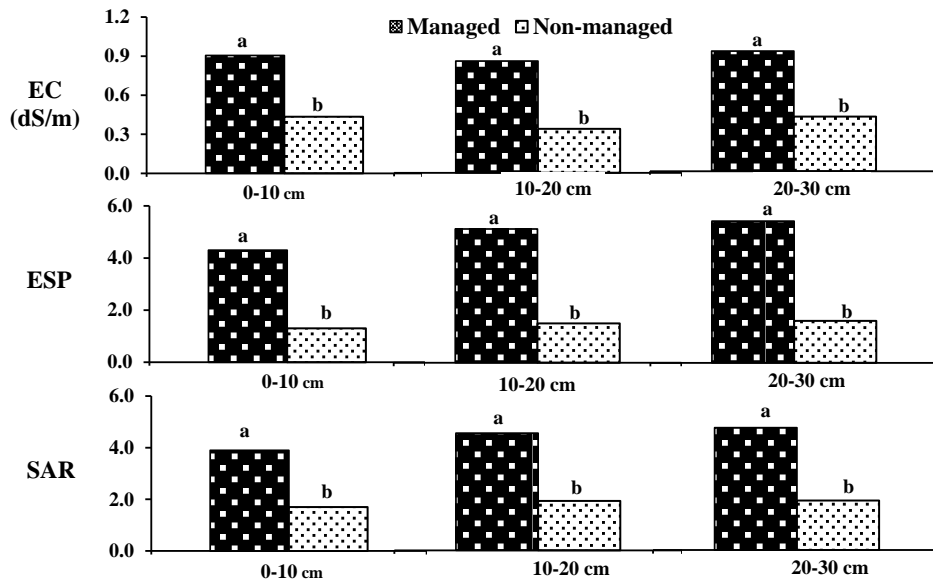 1.2
Managed Non-managed
a
a
a
0.9
EC
(dS/m)
0.6
b
b
b
0.3
0.0
0-10 cm
10-20 cm
20-30 cm
6.0
a
a
a
4.0
ESP
2.0
b
b
b
0.0
0-10 cm
10-20 cm
20-30 cm
6.0
a
a
a
4.0
SAR
2.0
b
b
b
0.0
0-10 cm
10-20 cm
20-30 cm